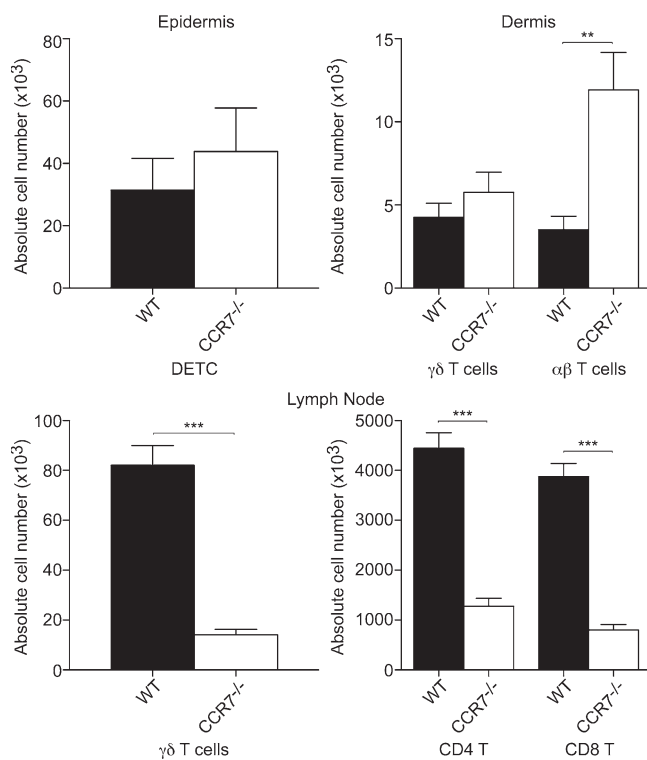 Epidermis
Absolute cell number (x10³)
80
60
40
20
0
WT
CCR7-/-
DETC
Dermis
Absolute cell number (x10³)
15
10
5
0
**
WT
CCR7-/-
WT
CCR7-/-
γδ T cells
αβ T cells
Lymph Node
Absolute cell number (x10³)
100
80
60
40
20
0
***
WT
CCR7-/-
γδ T cells
Absolute cell number (x10³)
5000
4000
3000
2000
1000
0
***
***
WT
CCR7-/-
WT
CCR7-/-
CD4 T
CD8 T